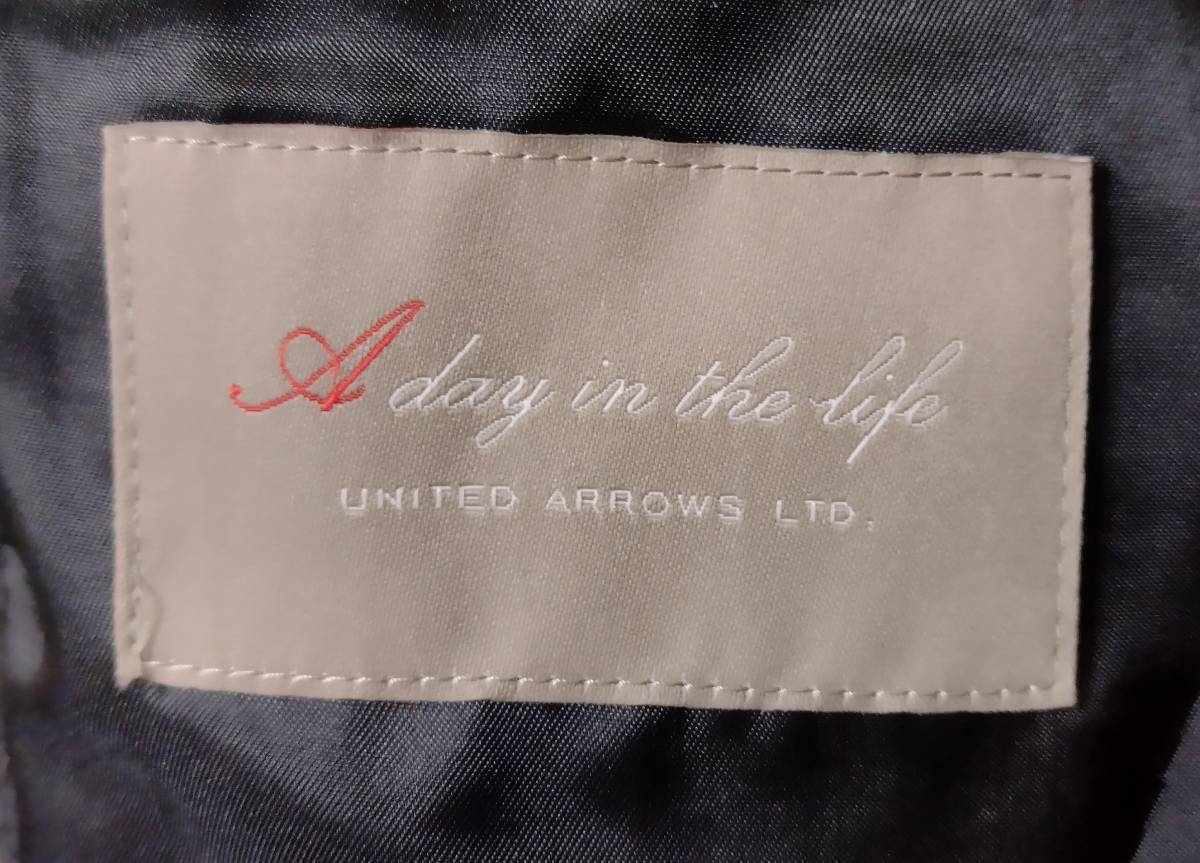 A day in the life
UNITED ARROWS LTD.